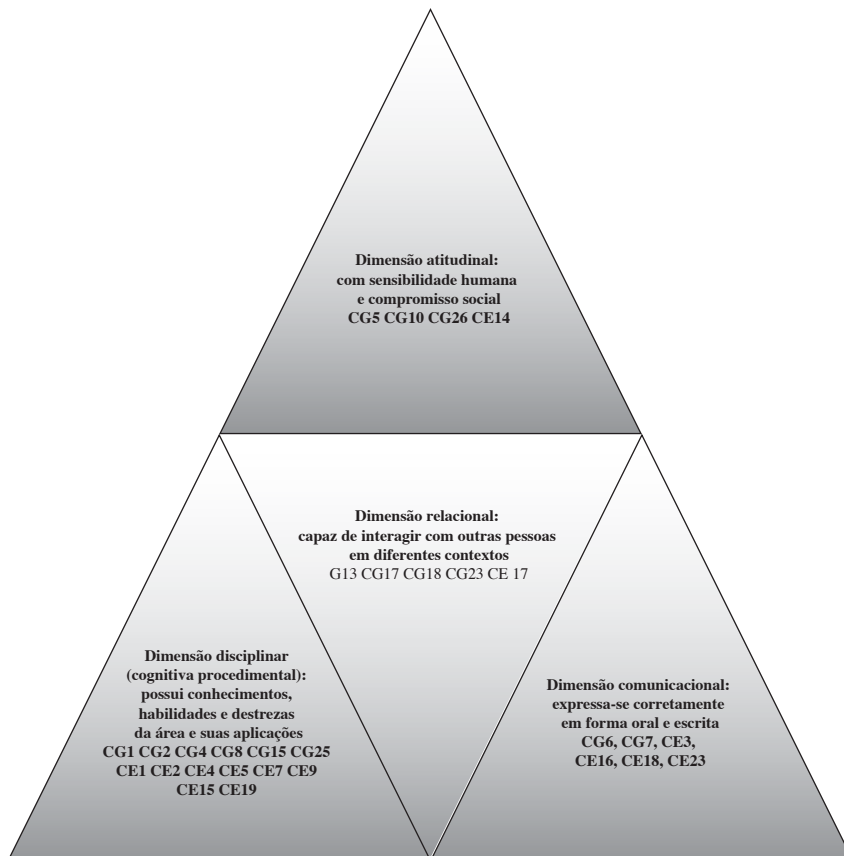 Dimensão atitudinal:
com sensibilidade humana
e compromisso social
CG5 CG10 CG26 CE14
Dimensão relacional:
capaz de interagir com outras pessoas
em diferentes contextos
G13 CG17 CG18 CG23 CE 17
Dimensão disciplinar
(cognitiva procedimental):
possui conhecimentos,
habilidades e destrezas
da área e suas aplicações
CG1 CG2 CG4 CG8 CG15 CG25
CE1 CE2 CE4 CE5 CE7 CE9
CE15 CE19
Dimensão comunicacional:
expressa-se corretamente
em forma oral e escrita
CG6, CG7, CE3,
CE16, CE18, CE23